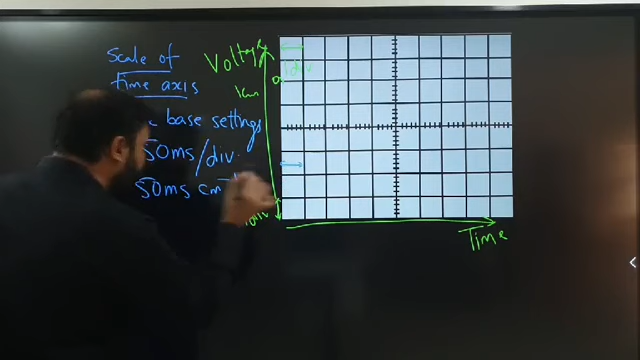 Scale of
time axis
base settings
50ms/div
50ms cm
Voltage
1cm
1div
Time